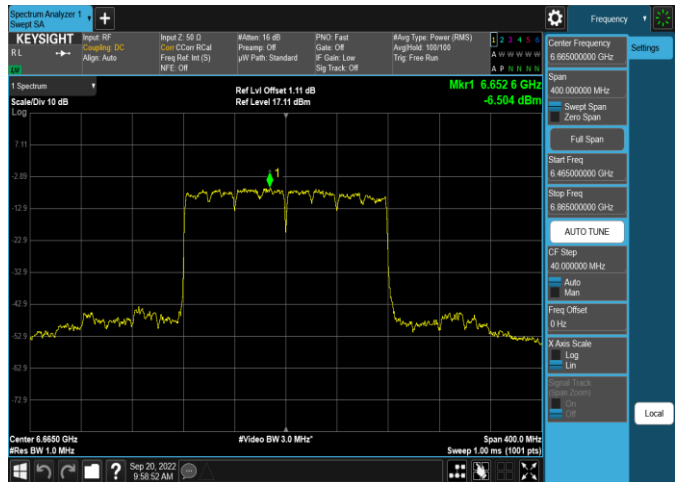 Spectrum Analyzer 1
Swept SA
Frequency
KEYSIGHT
RL
Input: RF
Coupling: DC
Align: Auto
Input Z: 50 Ω
Corr CCorr RCal
Freq Ref: Int (S)
NFE: Off
#Atten: 16 dB
Preamp: Off
µW Path: Standard
PNO: Fast
Gate: Off
IF Gain: Low
Sig Track: Off
#Avg Type: Power (RMS)
Avg|Hold: 100/100
Trig: Free Run
1 2 3 4 5 6
A W W W W W
A P N N N N
LV
1 Spectrum
Scale/Div 10 dB
Log
Ref Lvl Offset 1.11 dB
Ref Level 17.11 dBm
Mkr1 6.652 6 GHz
-6.504 dBm
7.11
-2.89
-12.9
-22.9
-32.9
-42.9
-52.9
-62.9
-72.9
1
Center 6.6650 GHz
#Res BW 1.0 MHz
#Video BW 3.0 MHz*
Span 400.0 MHz
Sweep 1.00 ms (1001 pts)
Sep 20, 2022
9:58:52 AM
?
Center Frequency
6.665000000 GHz
Span
400.000000 MHz
Swept Span
Zero Span
Full Span
Start Freq
6.465000000 GHz
Stop Freq
6.865000000 GHz
AUTO TUNE
CF Step
40.000000 MHz
Auto
Man
Freq Offset
0 Hz
X Axis Scale
Log
Lin
Signal Track
(Span Zoom)
On
Off
Settings
Local